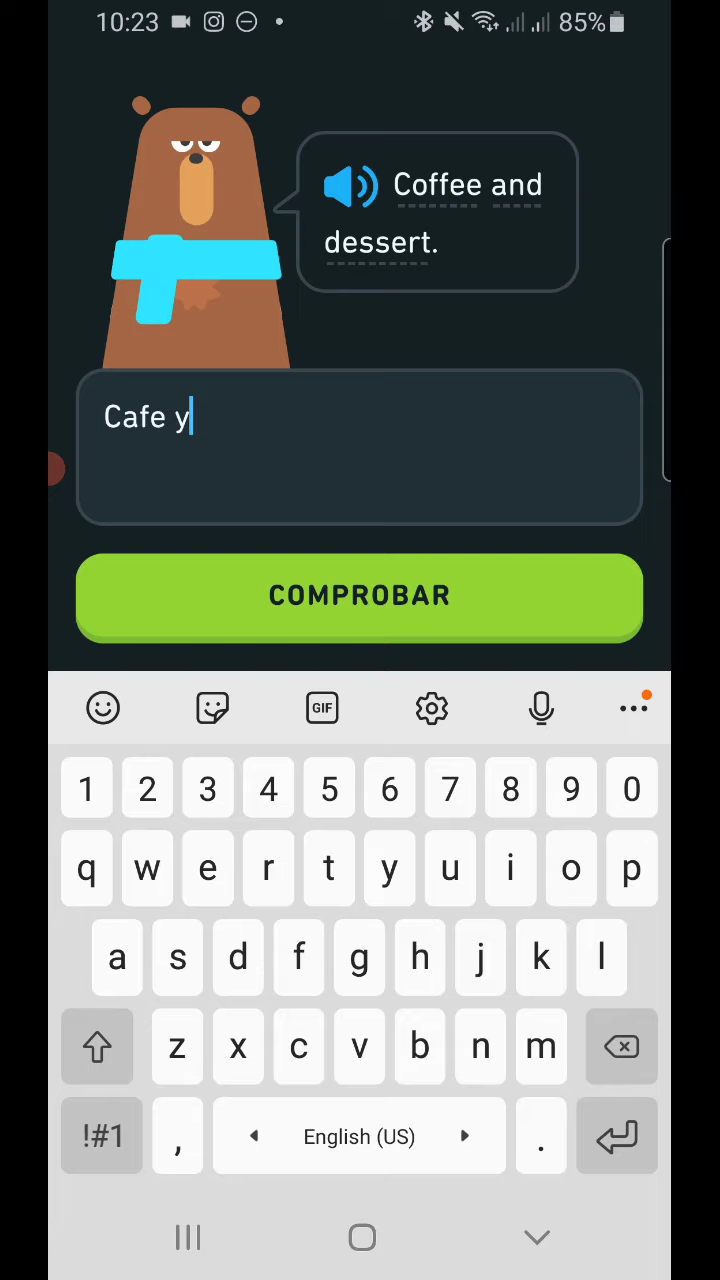 10:23 85%
Coffee and
dessert.
Cafe y
COMPROBAR
GIF
1 2 3 4 5 6 7 8 9 0
q w e r t y u i o p
a s d f g h j k l
z x c v b n m
!#1 , English (US) .